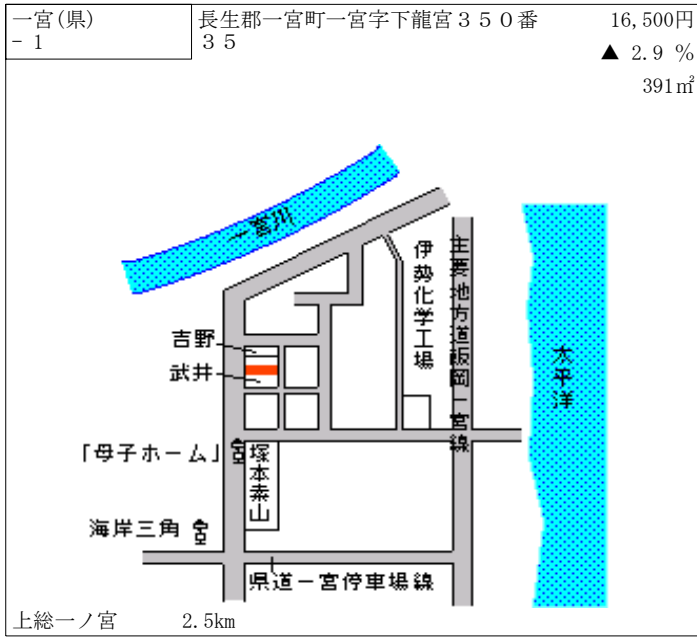 一宮(県)
- 1
長生郡一宮町一宮字下龍宮３５０番
３５
16,500円
▲ 2.9 %
391㎡
一宮川
伊勢化学工場
主要地方道飯岡一宮線
太平洋
吉野
武井
「母子ホーム」
塚本素山
海岸三角
県道一宮停車場線
上総一ノ宮 2.5km